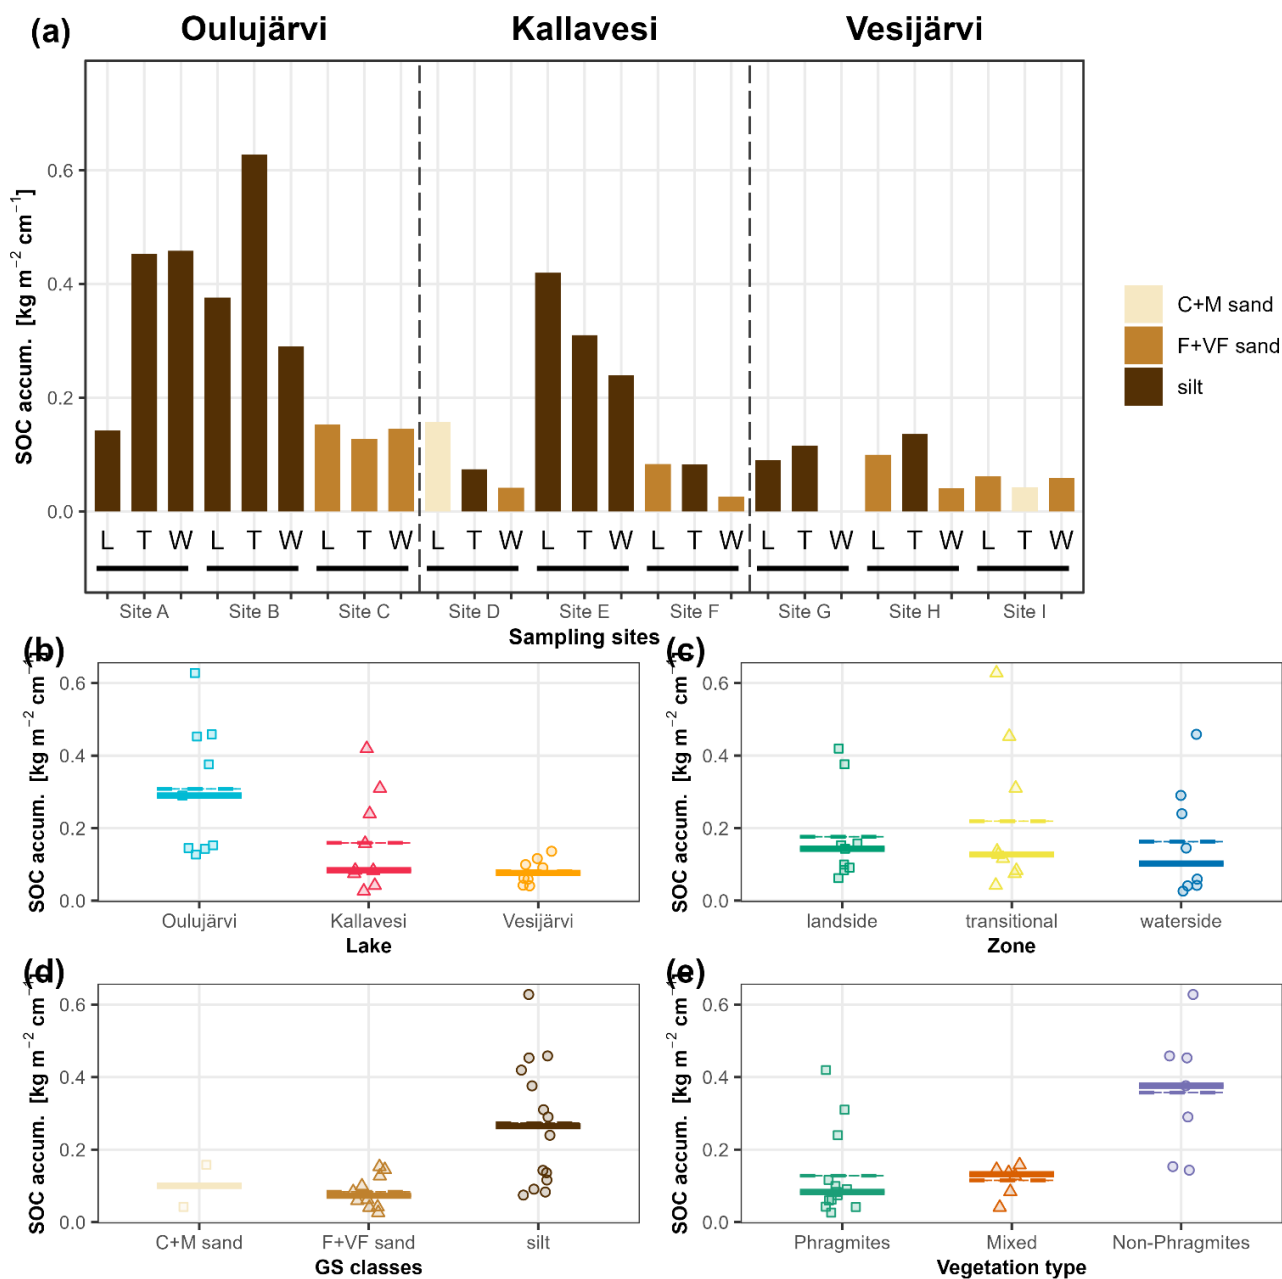 (a) Oulujärvi Kallavesi Vesijärvi
SOC accum. [kg m⁻² cm⁻¹]
0.6
0.4
0.2
0.0
L T W L T W L T W L T W L T W L T W L T W L T W L T W
Site A Site B Site C Site D Site E Site F Site G Site H Site I
Sampling sites
C+M sand
F+VF sand
silt
(b)
SOC accum. [kg m⁻² cm⁻¹]
0.6
0.4
0.2
0.0
Oulujärvi Kallavesi Vesijärvi
Lake
(c)
SOC accum. [kg m⁻² cm⁻¹]
0.6
0.4
0.2
0.0
landside transitional waterside
Zone
(d)
SOC accum. [kg m⁻² cm⁻¹]
0.6
0.4
0.2
0.0
C+M sand F+VF sand silt
GS classes
(e)
SOC accum. [kg m⁻² cm⁻¹]
0.6
0.4
0.2
0.0
Phragmites Mixed Non-Phragmites
Vegetation type